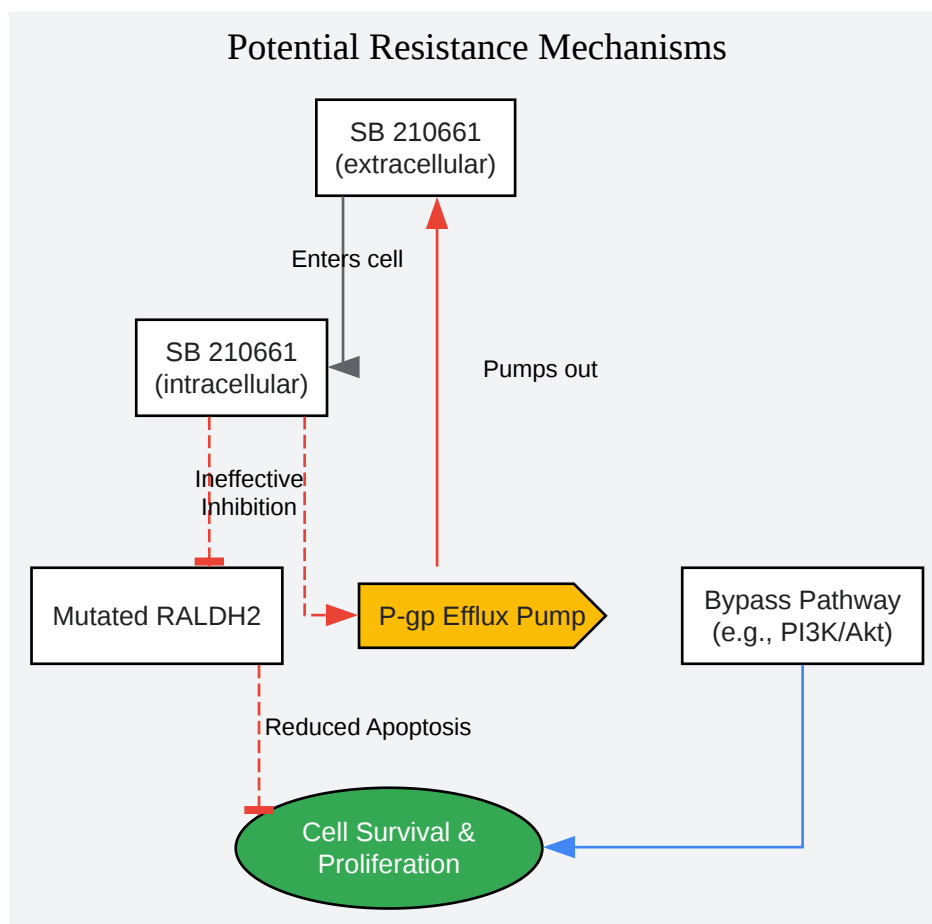 Potential Resistance Mechanisms
SB 210661
(extracellular)
Enters cell
SB 210661
(intracellular)
Pumps out
Ineffective
Inhibition
Mutated RALDH2
P-gp Efflux Pump
Bypass Pathway
(e.g., PI3K/Akt)
Reduced Apoptosis
Cell Survival &
Proliferation